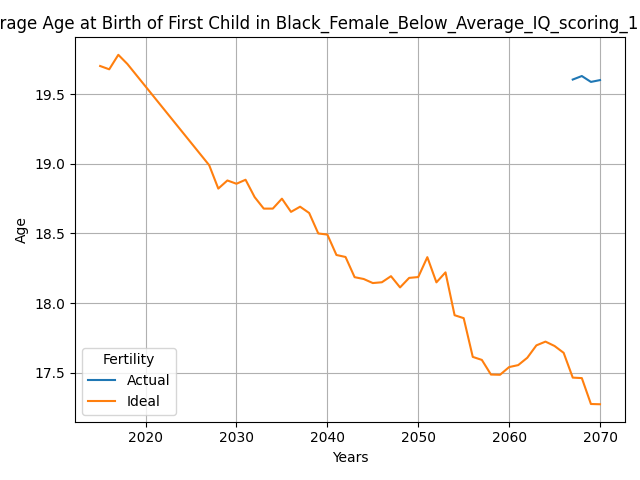 rage Age at Birth of First Child in Black_Female_Below_Average_IQ_scoring_1
19.5
19.0
18.5
18.0
17.5
Age
Fertility
Actual
Ideal
2020 2030 2040 2050 2060 2070
Years